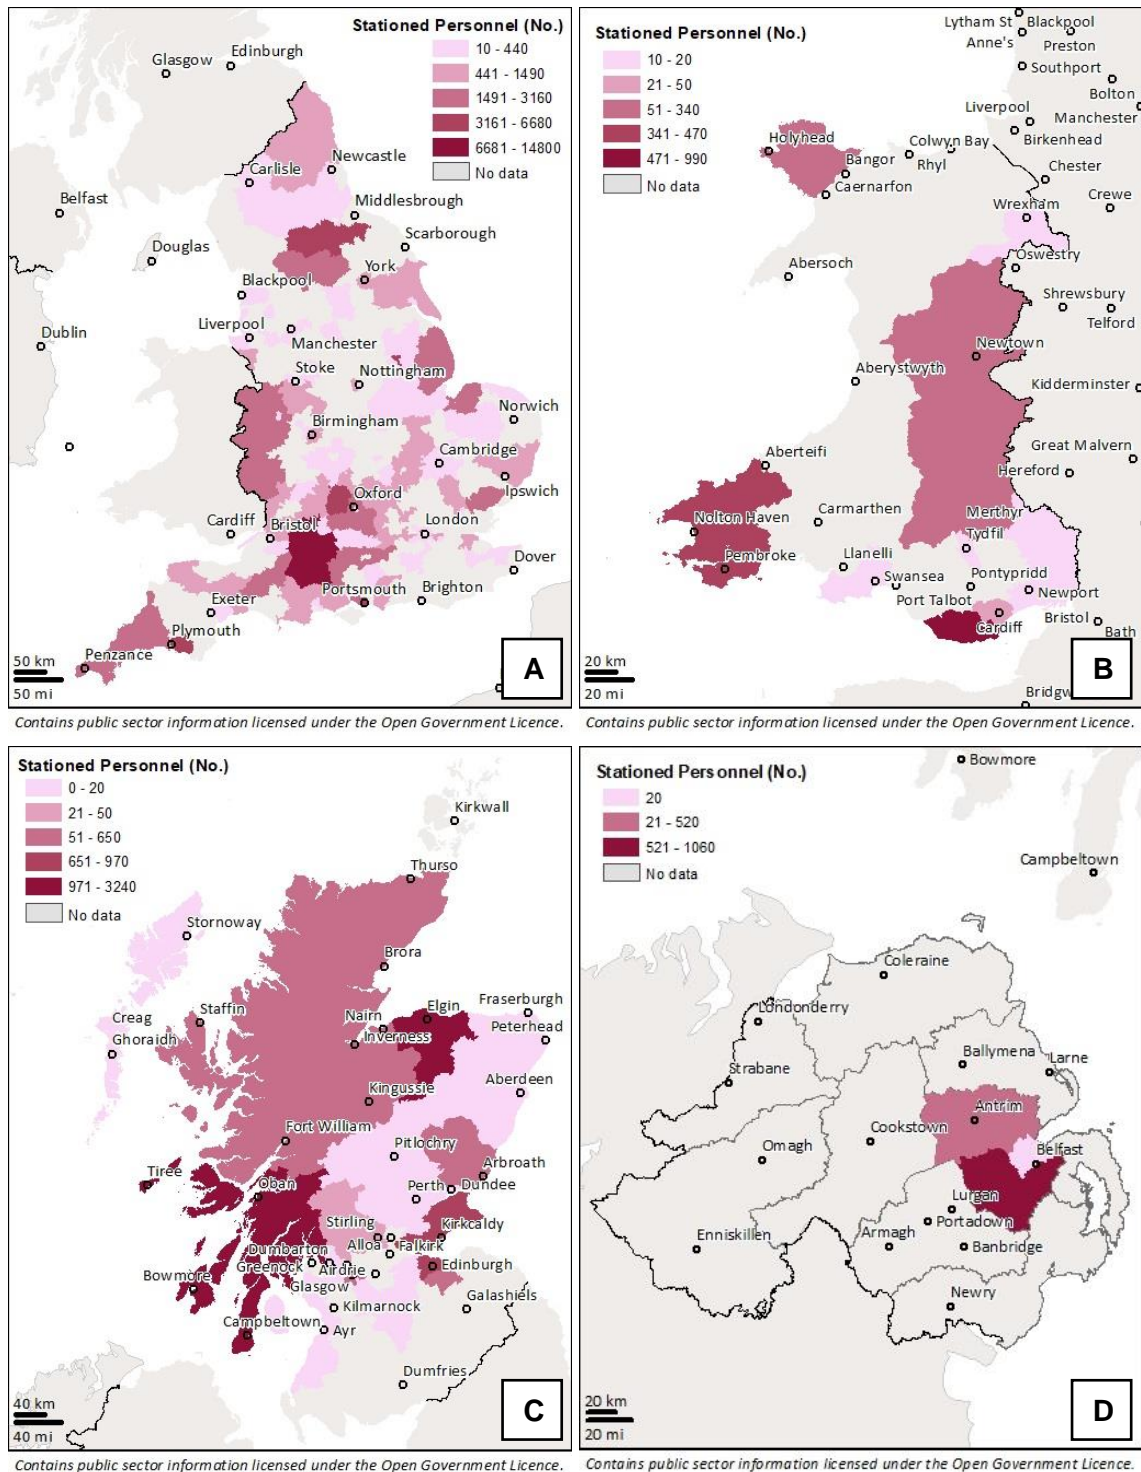 Stationed Personnel (No.)
10 - 440
441 - 1490
1491 - 3160
3161 - 6680
6681 - 14800
No data
Glasgow
Edinburgh
Carlisle
Newcastle
Belfast
Middlesbrough
Douglas
Scarborough
Blackpool
York
Liverpool
Dublin
Manchester
Stoke
Nottingham
Norwich
Birmingham
Cambridge
Oxford
Ipswich
Cardiff
Bristol
London
Dover
Portsmouth
Brighton
Exeter
Plymouth
Penzance
50 km
50 mi
A
Contains public sector information licensed under the Open Government Licence.
Stationed Personnel (No.)
10 - 20
21 - 50
51 - 340
341 - 470
471 - 990
No data
Lytham St
Anne's
Blackpool
Preston
Southport
Bolton
Liverpool
Manchester
Birkenhead
Holyhead
Colwyn Bay
Rhyl
Bangor
Caernarfon
Chester
Crewe
Wrexham
Oswestry
Abersoch
Shrewsbury
Telford
Newtown
Aberystwyth
Kidderminster
Great Malvern
Hereford
Aberteifi
Nolton Haven
Carmarthen
Merthyr
Tydfil
Pembroke
Llanelli
Swansea
Pontypridd
Port Talbot
Newport
Cardiff
Bristol
Bath
Bridgw
20 km
20 mi
B
Contains public sector information licensed under the Open Government Licence.
Stationed Personnel (No.)
0 - 20
21 - 50
51 - 650
651 - 970
971 - 3240
No data
Kirkwall
Thurso
Stornoway
Brora
Creag
Ghoraidh
Staffin
Nairn
Elgin
Fraserburgh
Peterhead
Inverness
Kingussie
Aberdeen
Fort William
Pitlochry
Tiree
Oban
Arbroath
Perth
Dundee
Stirling
Kirkcaldy
Alloa
Falkirk
Dumbarton
Greenock
Airdrie
Edinburgh
Bowmore
Glasgow
Galashiels
Kilmarnock
Campbeltown
Ayr
Dumfries
40 km
40 mi
C
Contains public sector information licensed under the Open Government Licence.
Stationed Personnel (No.)
20
21 - 520
521 - 1060
No data
Bowmore
Campbeltown
Coleraine
Londonderry
Ballymena
Larne
Strabane
Antrim
Cookstown
Omagh
Belfast
Lurgan
Portadown
Enniskillen
Armagh
Banbridge
Newry
20 km
20 mi
D
Contains public sector information licensed under the Open Government Licence.